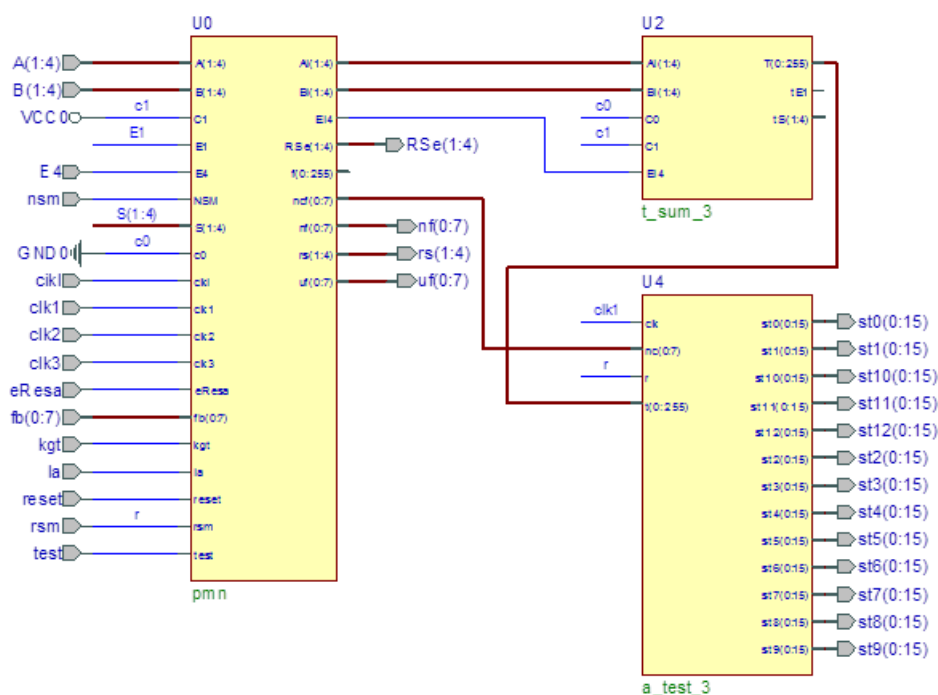 U0
A(1:4) A(1:4) AI(1:4)
B(1:4) B(1:4) BI(1:4)
VCC0 c1 C1 EI4
E1 E1 RSe(1:4) RSe(1:4)
E4 E4 f(0:255)
nsm NSM ncf(0:7)
S(1:4) S(1:4) nf(0:7) nf(0:7)
GND0 c0 c0 rs(1:4) rs(1:4)
cikl cikl uf(0:7) uf(0:7)
clk1 clk1
clk2 clk2
clk3 clk3
eResa eResa
fb(0:7) fb(0:7)
kgt kgt
la la
reset reset
rsm r rsm
test test
pmn
U2
AI(1:4) T(0:255)
BI(1:4) tE1
c0 C0 tS(1:4)
c1 C1
EI4
t_sum_3
U4
clk1 clk st0(0:15) st0(0:15)
nc(0:7) st1(0:15) st1(0:15)
r r st10(0:15) st10(0:15)
t(0:255) st11(0:15) st11(0:15)
st12(0:15) st12(0:15)
st2(0:15) st2(0:15)
st3(0:15) st3(0:15)
st4(0:15) st4(0:15)
st5(0:15) st5(0:15)
st6(0:15) st6(0:15)
st7(0:15) st7(0:15)
st8(0:15) st8(0:15)
st9(0:15) st9(0:15)
a_test_3